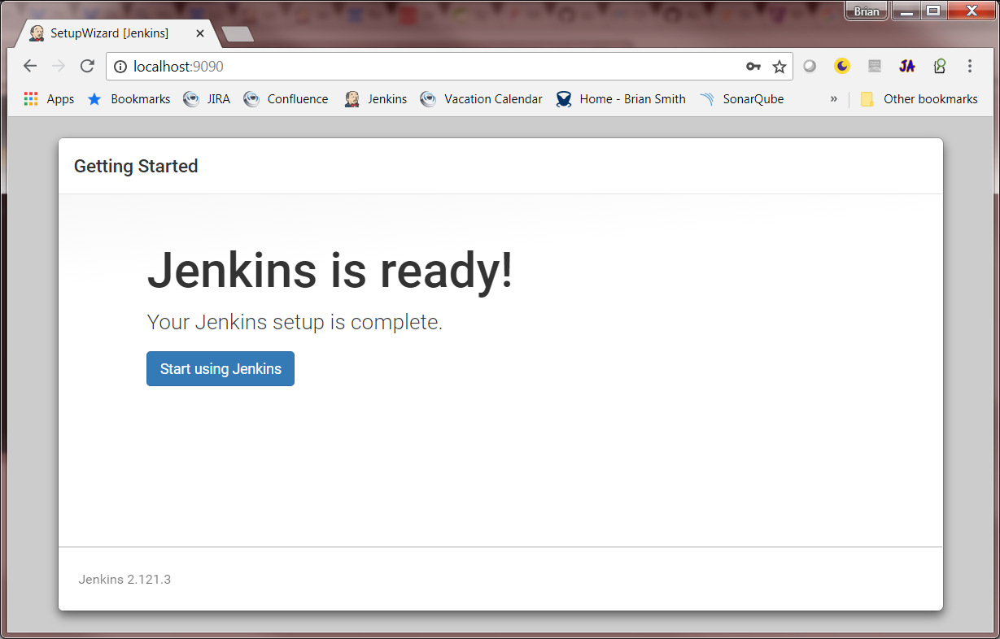 Brian
SetupWizard [Jenkins]
localhost:9090
JA
Apps Bookmarks JIRA Confluence Jenkins Vacation Calendar Home - Brian Smith SonarQube » Other bookmarks
Getting Started
Jenkins is ready!
Your Jenkins setup is complete.
Start using Jenkins
Jenkins 2.121.3